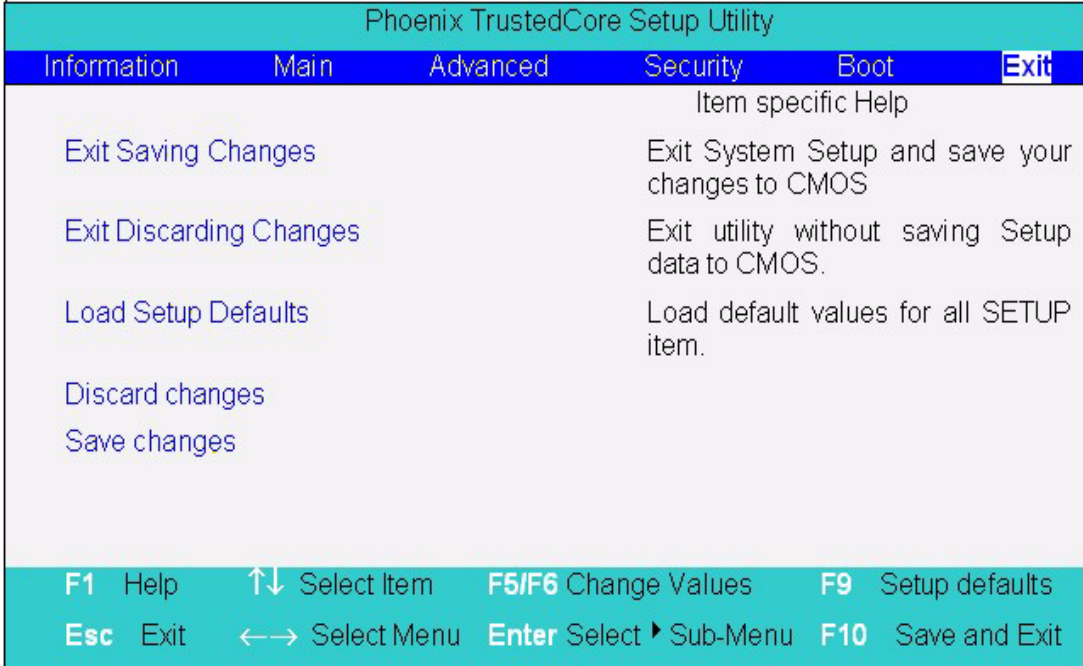 Phoenix TrustedCore Setup Utility
Information Main Advanced Security Boot Exit
Item specific Help
Exit Saving Changes
Exit System Setup and save your
changes to CMOS
Exit Discarding Changes
Exit utility without saving Setup
data to CMOS.
Load Setup Defaults
Load default values for all SETUP
item.
Discard changes
Save changes
F1 Help ↑↓ Select Item F5/F6 Change Values F9 Setup defaults
Esc Exit ←→ Select Menu Enter Select ▸ Sub-Menu F10 Save and Exit